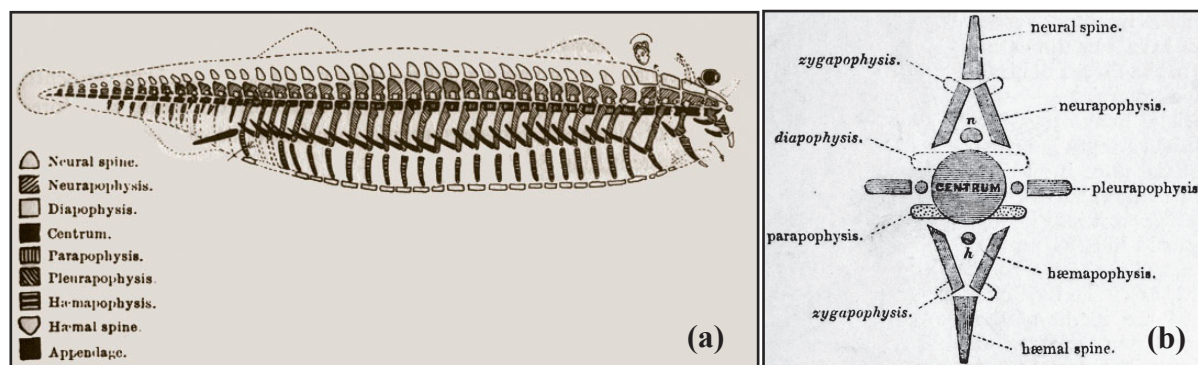 Neural spine.
Neurapophysis.
Diapophysis.
Centrum.
Parapophysis.
Pleurapophysis.
Hæmapophysis.
Hæmal spine.
Appendage.
(a)
neural spine.
zygapophysis.
neurapophysis.
n
diapophysis.
CENTRUM
pleurapophysis
parapophysis.
h
hæmapophysis.
zygapophysis.
hæmal spine.
(b)